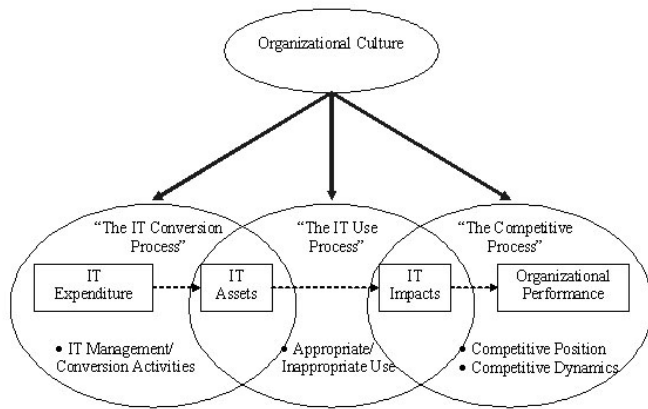 Organizational Culture
“The IT Conversion
Process”
“The IT Use
Process”
“The Competitive
Process”
IT
Expenditure
IT
Assets
IT
Impacts
Organizational
Performance
• IT Management/
Conversion Activities
• Appropriate/
Inappropriate Use
• Competitive Position
• Competitive Dynamics